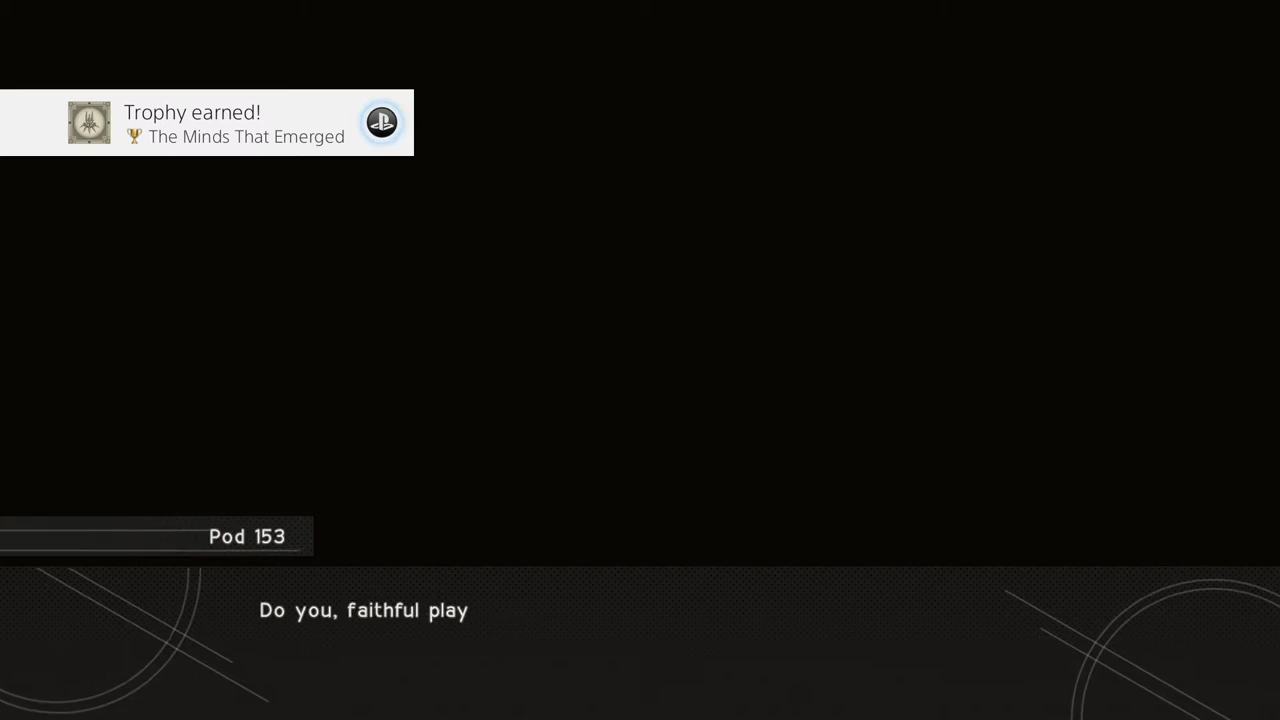 Trophy earned!
The Minds That Emerged
Pod 153
Do you, faithful play